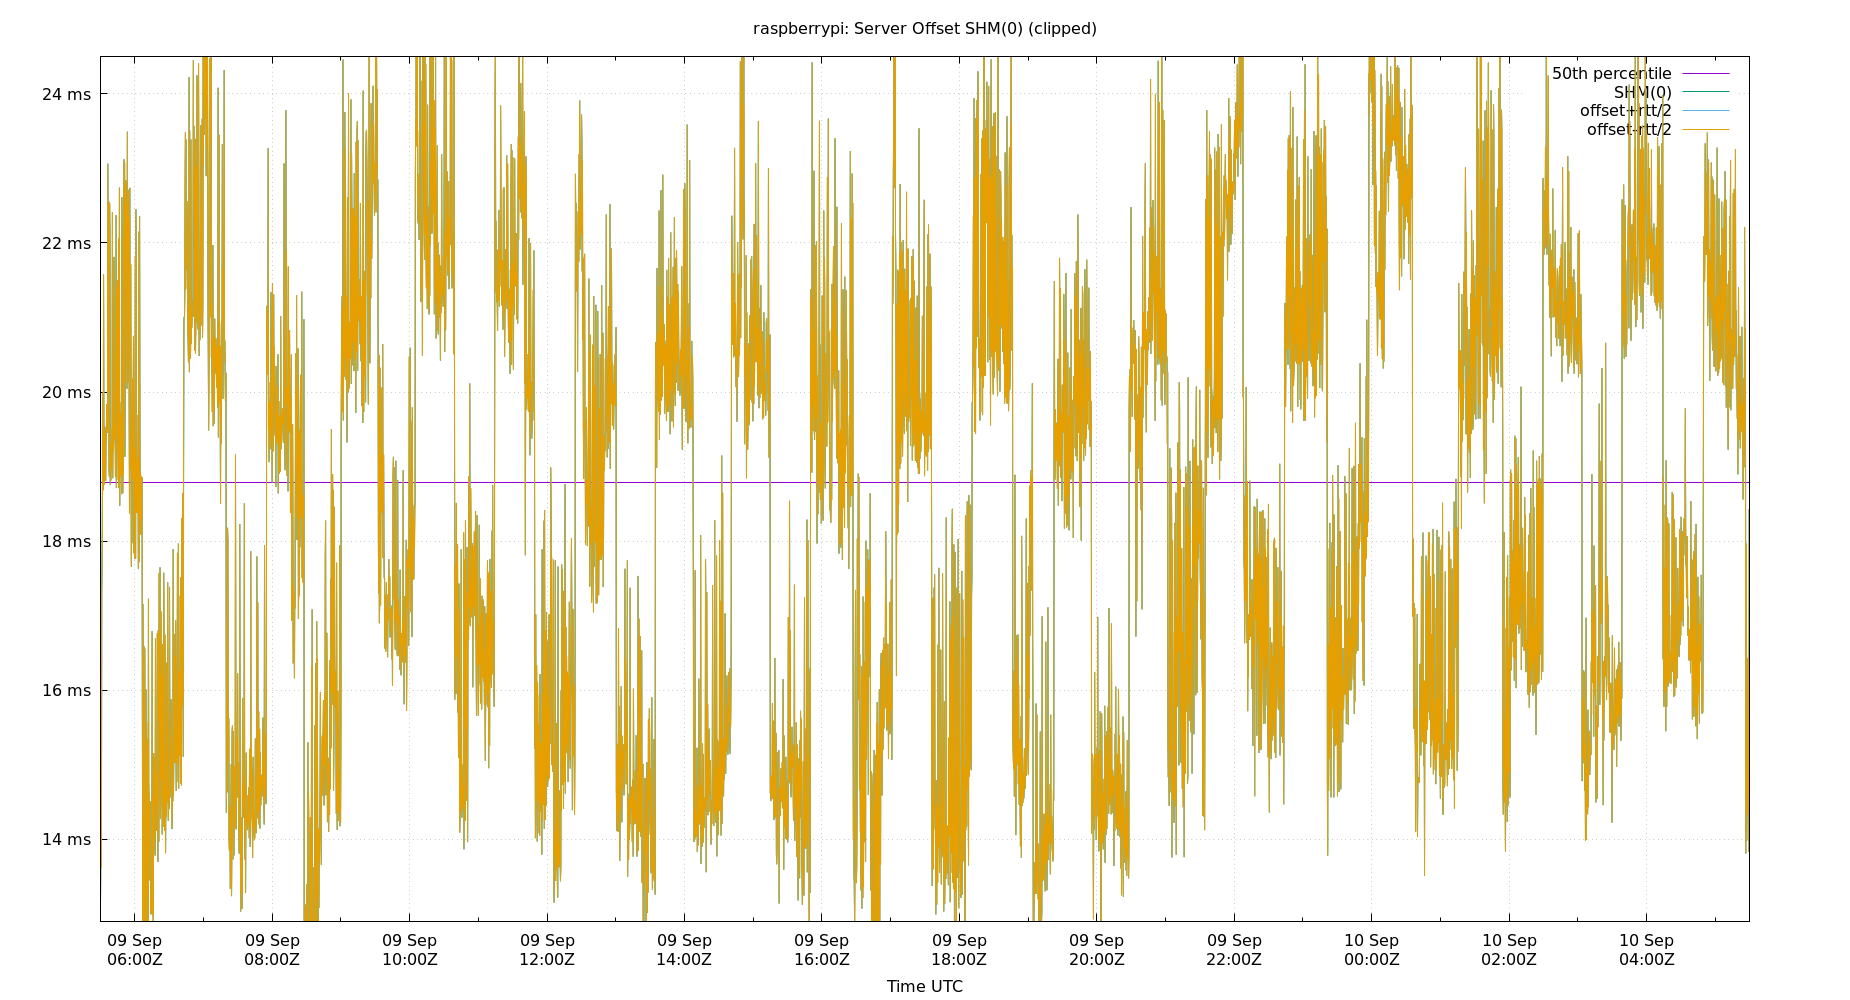 raspberrypi: Server Offset SHM(0) (clipped)
24 ms
22 ms
20 ms
18 ms
16 ms
14 ms
50th percentile
SHM(0)
offset+rtt/2
offset-rtt/2
09 Sep 09 Sep 09 Sep 09 Sep 09 Sep 09 Sep 09 Sep 09 Sep 09 Sep 10 Sep 10 Sep 10 Sep
06:00Z 08:00Z 10:00Z 12:00Z 14:00Z 16:00Z 18:00Z 20:00Z 22:00Z 00:00Z 02:00Z 04:00Z
Time UTC